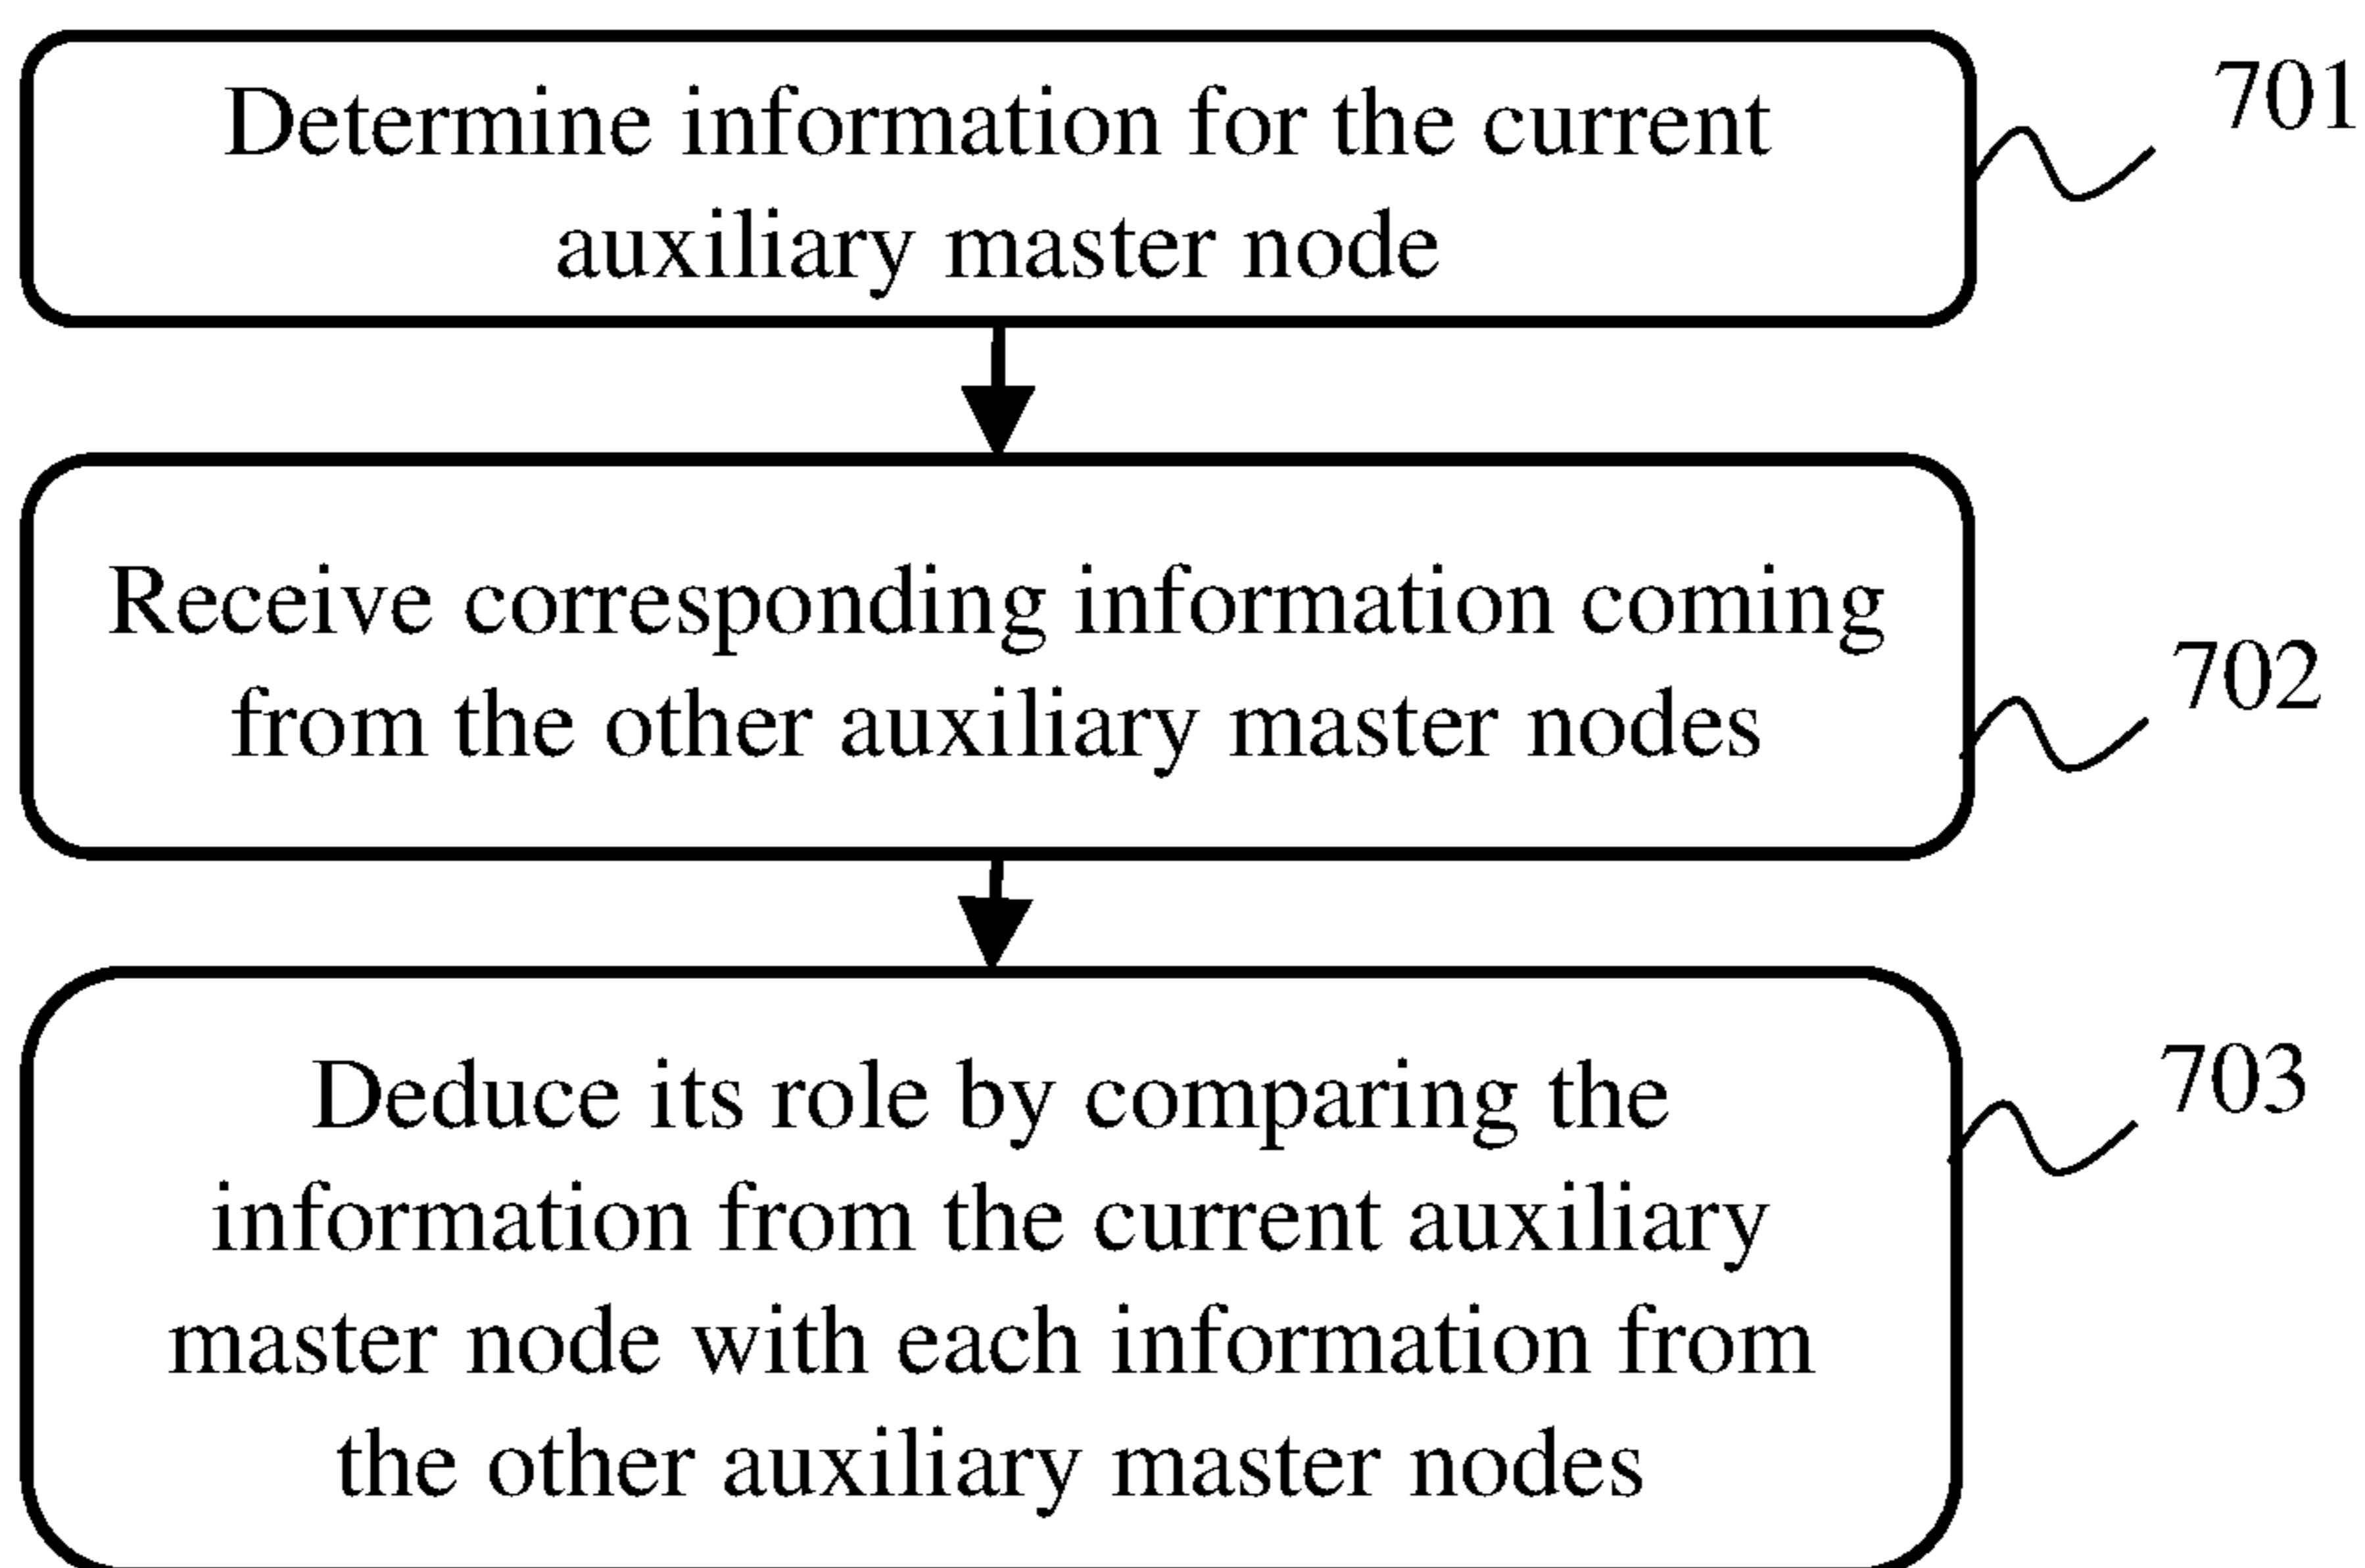 Determine information for the current
auxiliary master node
701
Receive corresponding information coming
from the other auxiliary master nodes
702
Deduce its role by comparing the
information from the current auxiliary
master node with each information from
the other auxiliary master nodes
703